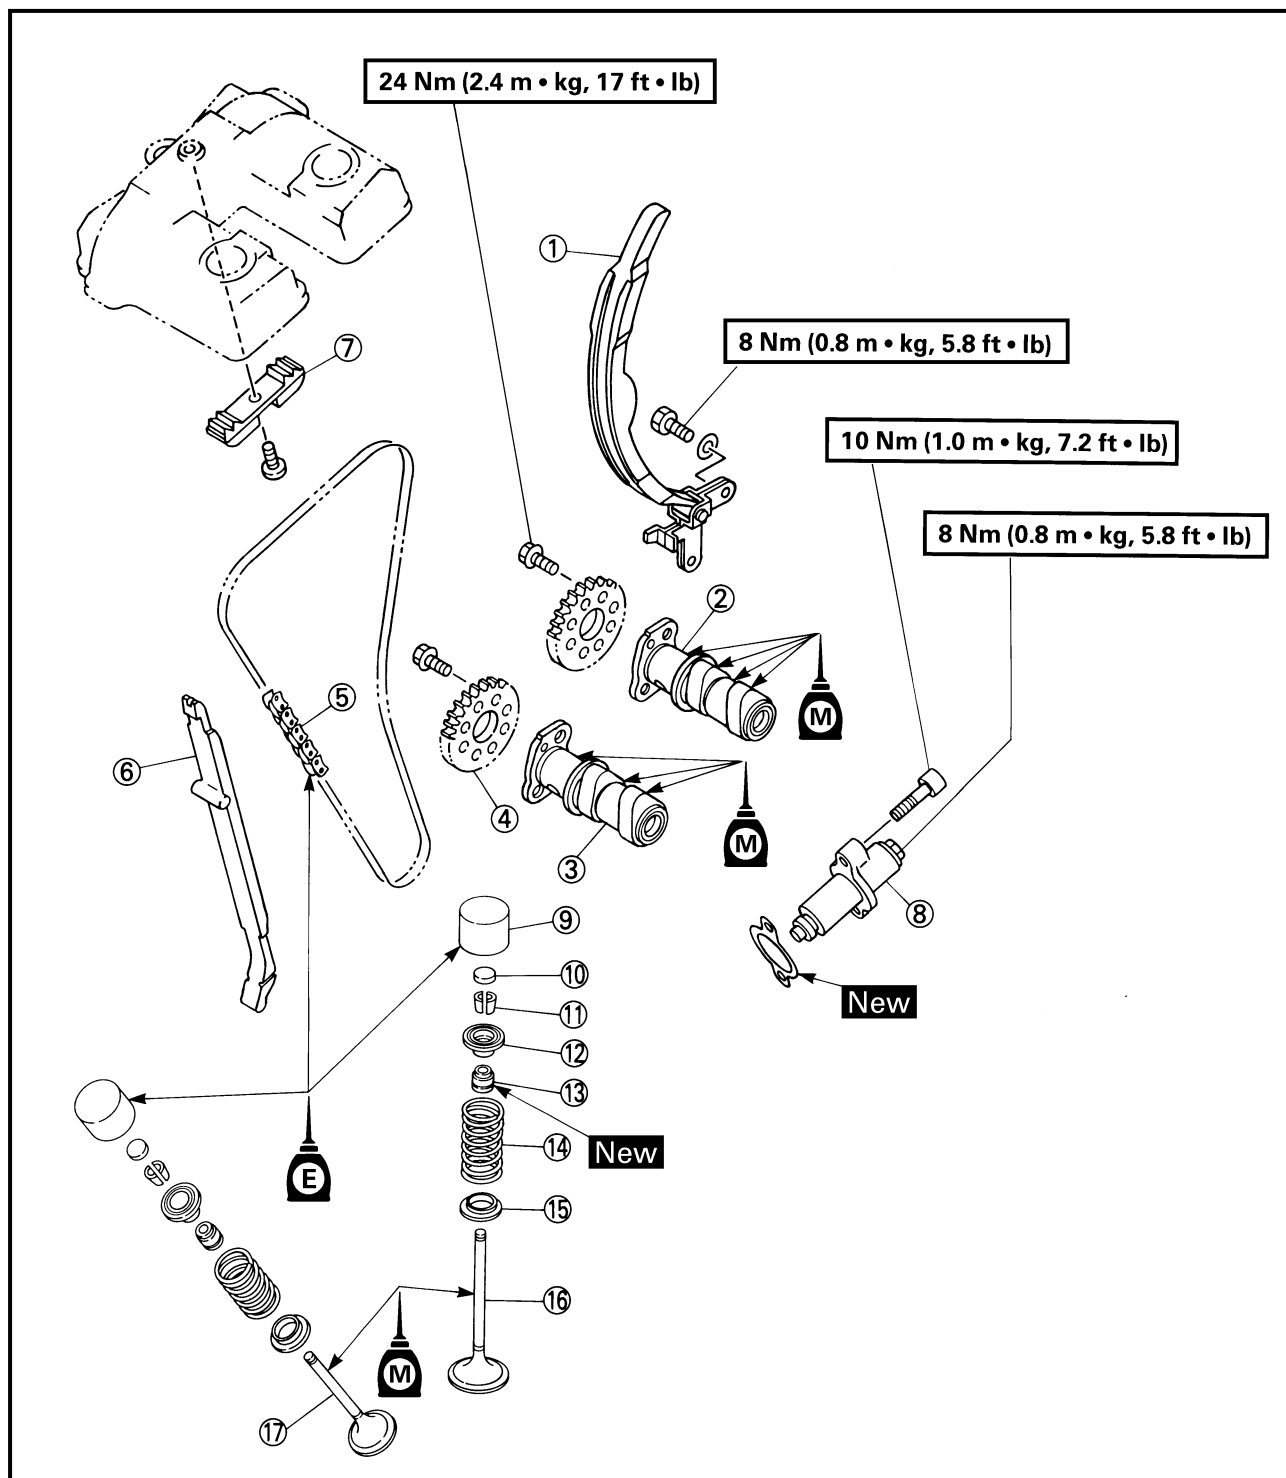 24 Nm (2.4 m • kg, 17 ft • lb)
①
8 Nm (0.8 m • kg, 5.8 ft • lb)
⑦
10 Nm (1.0 m • kg, 7.2 ft • lb)
8 Nm (0.8 m • kg, 5.8 ft • lb)
②
⑤
M
⑥
④
M
③
⑧
⑨
⑩
New
⑪
⑫
⑬
⑭
New
E
⑮
⑯
M
⑰